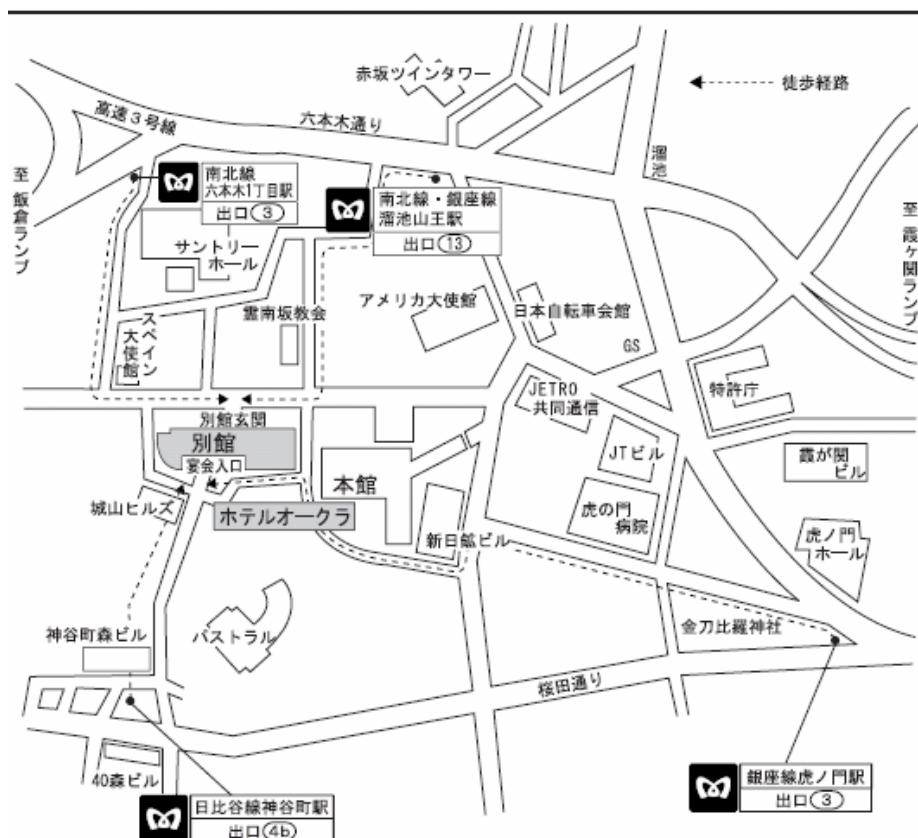 赤坂ツインタワー
徒歩経路
高速3号線
六本木通り
溜池
至 飯倉ランプ
南北線
六本木1丁目駅
出口③
南北線・銀座線
溜池山王駅
出口⑬
至 霞ヶ関ランプ
サントリー
ホール
アメリカ大使館
日本自転車会館
霊南坂教会
スペイン
大使館
GS
JETRO
共同通信
特許庁
別館玄関
別館
宴会入口
本館
JTビル
霞が関
ビル
城山ヒルズ
ホテルオークラ
虎の門
病院
新日鉱ビル
虎ノ門
ホール
神谷町森ビル
パストラル
金刀比羅神社
桜田通り
40森ビル
銀座線虎ノ門駅
出口③
日比谷線神谷町駅
出口4b